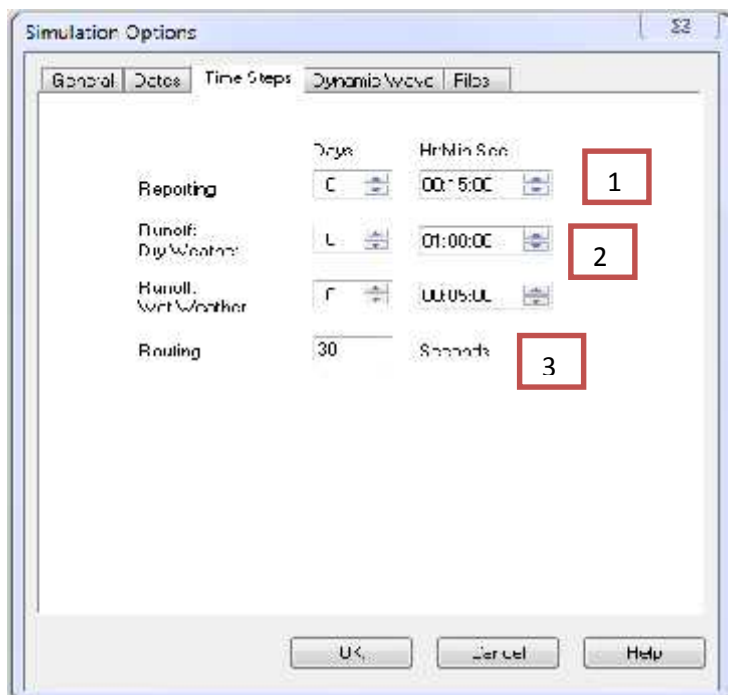 Simulation Options
General Dates Time Steps Dynamic Wave Files
Days Hr:Min:Sec
Reporting 0 00:15:00 1
Runoff:
Dry Weather 0 01:00:00 2
Runoff:
Wet Weather 0 00:05:00
Routing 30 Seconds 3
OK Cancel Help